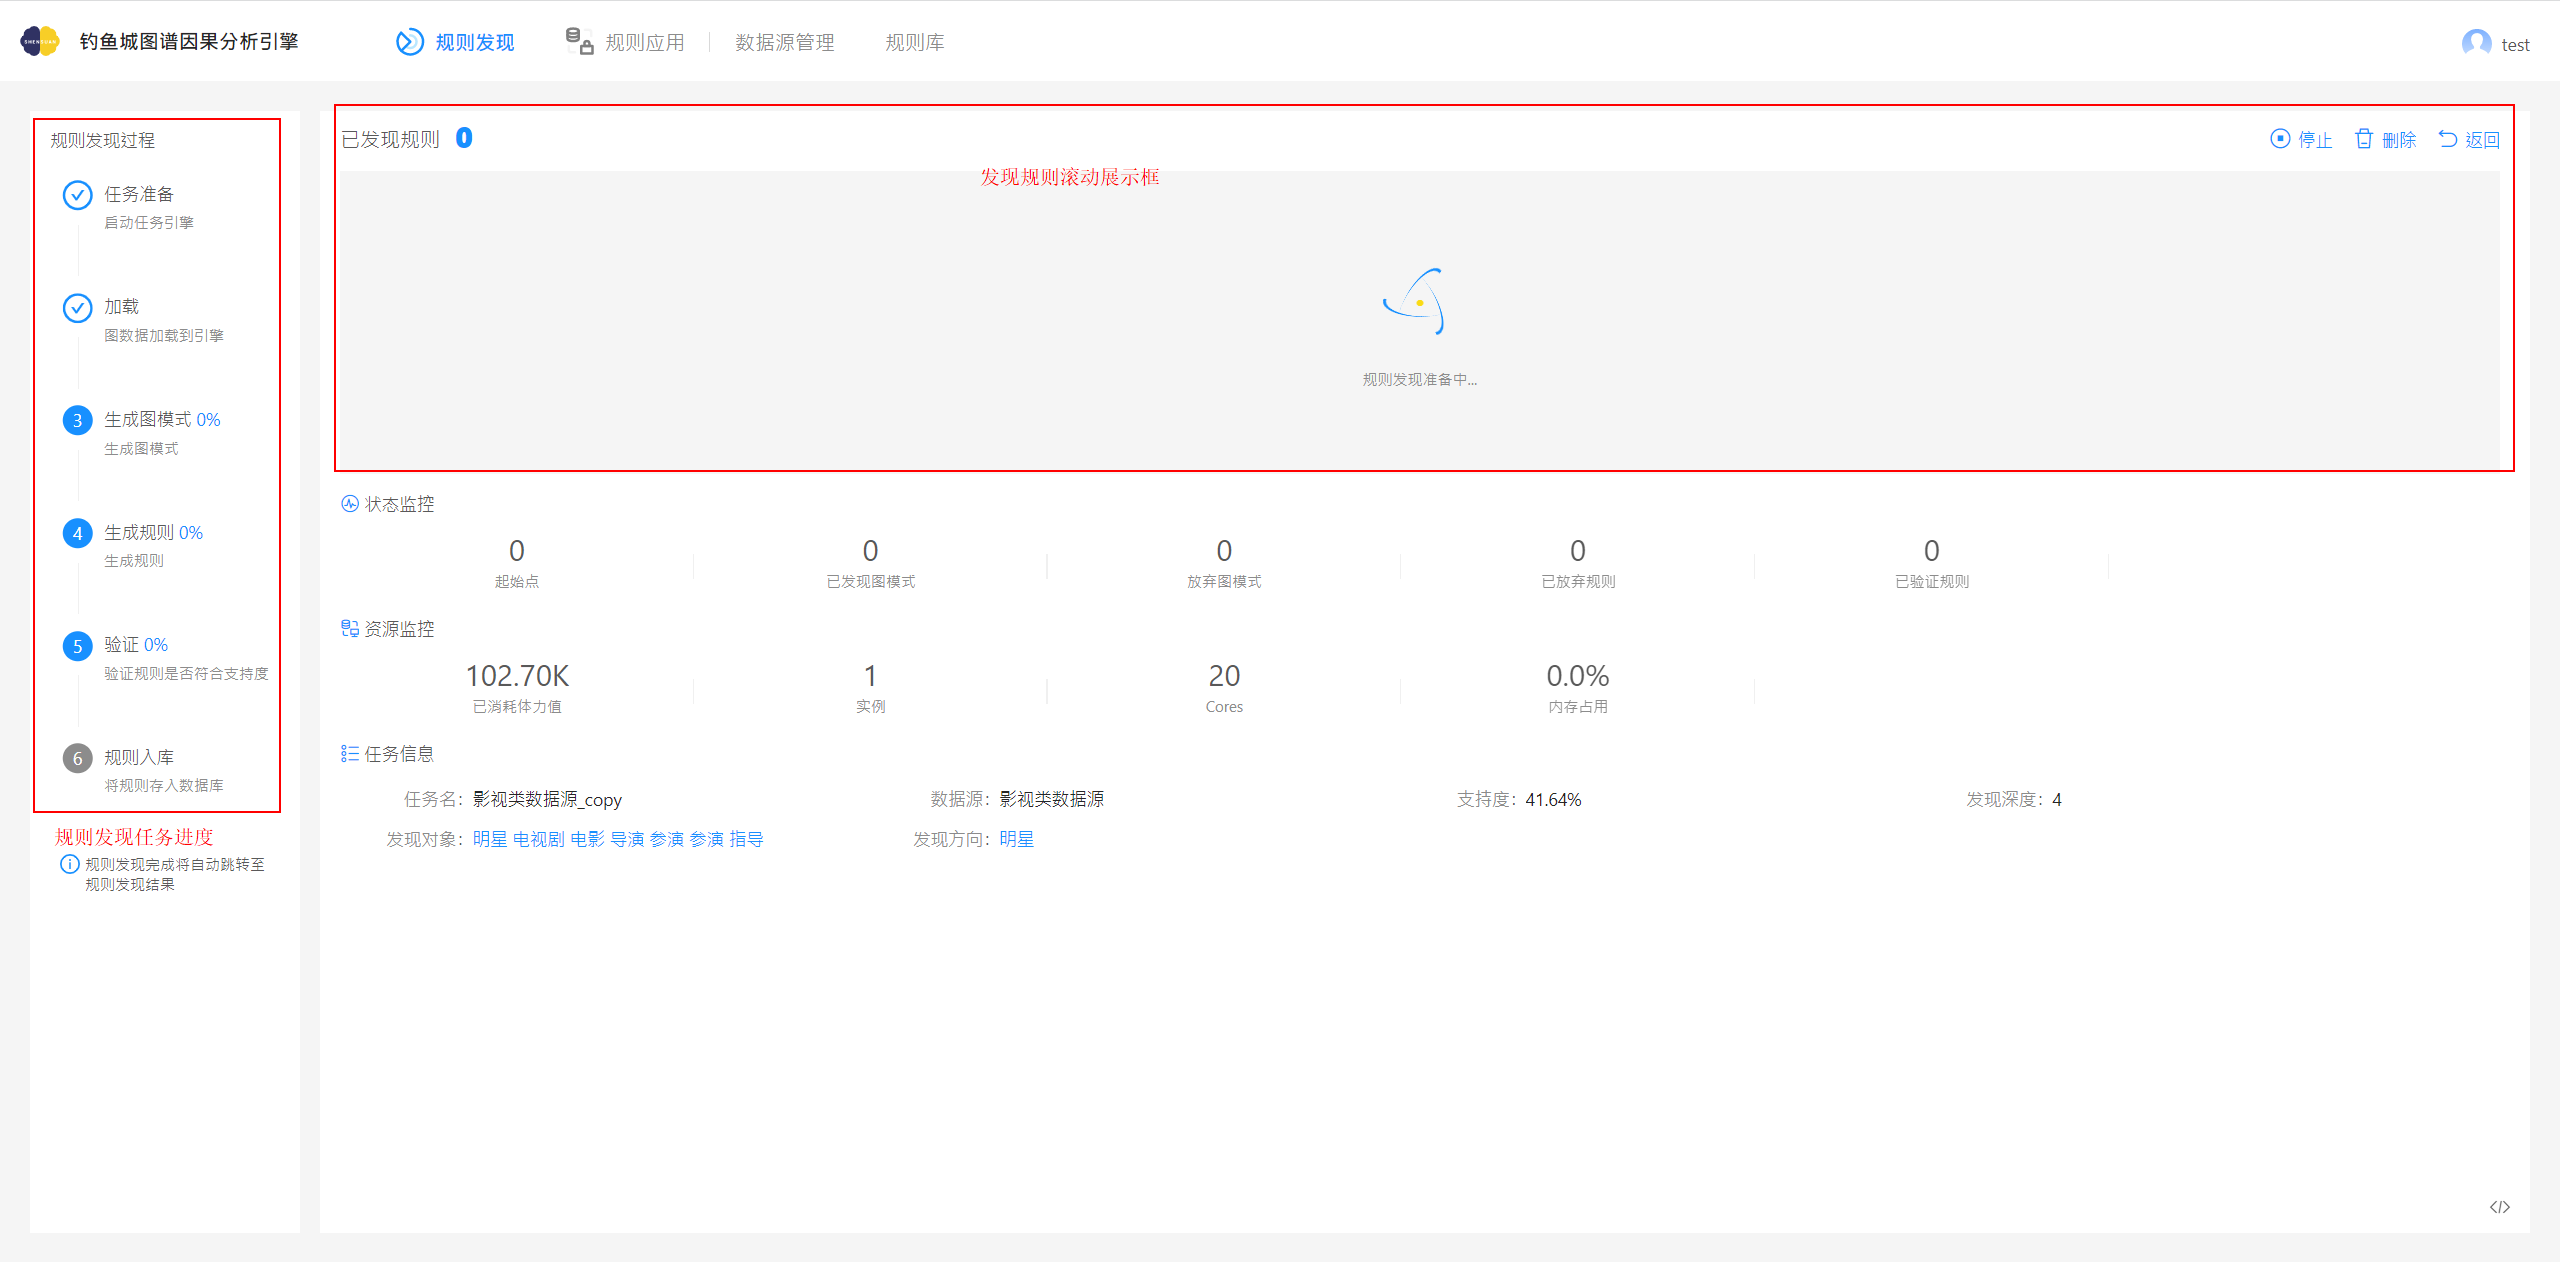 SHENYUAN
钓鱼城图谱因果分析引擎
规则发现
规则应用
数据源管理
规则库
test
规则发现过程
任务准备
启动任务引擎
加载
图数据加载到引擎
3 生成图模式 0%
生成图模式
4 生成规则 0%
生成规则
5 验证 0%
验证规则是否符合支持度
6 规则入库
将规则存入数据库
规则发现任务进度
规则发现完成将自动跳转至
规则发现结果
已发现规则 0
停止 删除 返回
发现规则滚动展示框
规则发现准备中...
状态监控
0 0 0 0 0
起始点 已发现图模式 放弃图模式 已放弃规则 已验证规则
资源监控
102.70K 1 20 0.0%
已消耗体力值 实例 Cores 内存占用
任务信息
任务名: 影视类数据源_copy 数据源: 影视类数据源 支持度: 41.64% 发现深度: 4
发现对象: 明星 电视剧 电影 导演 参演 参演 指导 发现方向: 明星